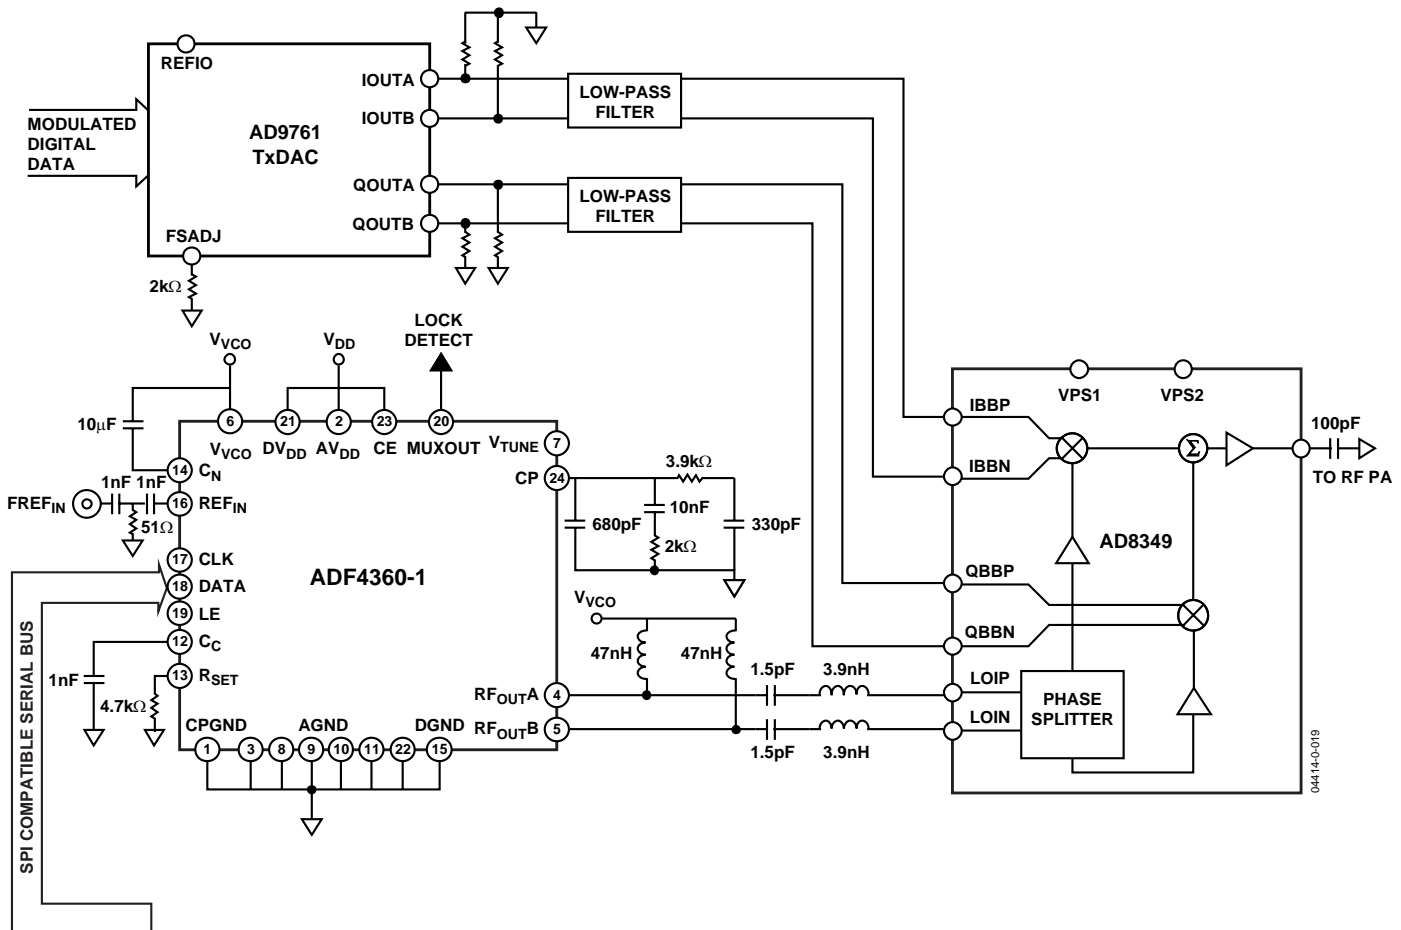 REFIO
IOUTA
IOUTB
MODULATED
DIGITAL
DATA
AD9761
TxDAC
QOUTA
QOUTB
FSADJ
2kΩ
LOW-PASS
FILTER
LOW-PASS
FILTER
LOCK
DETECT
VVCO
VDD
10µF
6
21
2
23
20
VVCO
DVDD
AVDD
CE
MUXOUT
VTUNE
7
14
CN
CP
24
1nF
1nF
FREFIN
16
REFIN
51Ω
3.9kΩ
680pF
10nF
330pF
2kΩ
17
CLK
18
DATA
19
LE
12
CC
13
RSET
ADF4360-1
1nF
4.7kΩ
SPI COMPATIBLE SERIAL BUS
CPGND
AGND
DGND
1
3
8
9
10
11
22
15
RFOUTA
4
RFOUTB
5
VVCO
47nH
47nH
1.5pF
3.9nH
1.5pF
3.9nH
VPS1
VPS2
IBBP
IBBN
Σ
100pF
TO RF PA
AD8349
QBBP
QBBN
LOIP
LOIN
PHASE
SPLITTER
04414-0-019